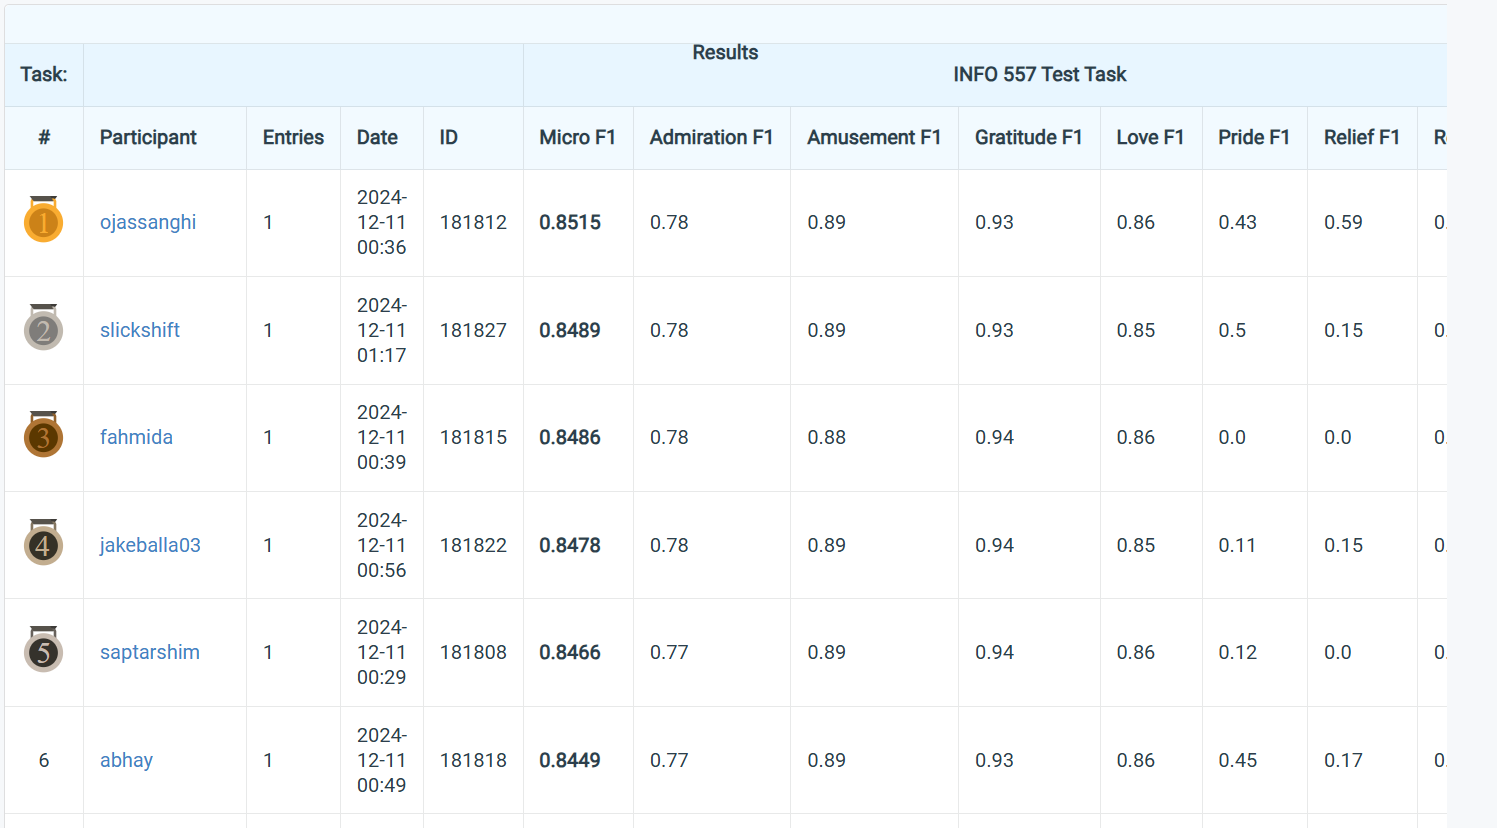 Results
Task: INFO 557 Test Task
# Participant Entries Date ID Micro F1 Admiration F1 Amusement F1 Gratitude F1 Love F1 Pride F1 Relief F1
1 ojassanghi 1 2024-12-11 00:36 181812 0.8515 0.78 0.89 0.93 0.86 0.43 0.59 0.
2 slickshift 1 2024-12-11 01:17 181827 0.8489 0.78 0.89 0.93 0.85 0.5 0.15 0.
3 fahmida 1 2024-12-11 00:39 181815 0.8486 0.78 0.88 0.94 0.86 0.0 0.0 0.
4 jakeballa03 1 2024-12-11 00:56 181822 0.8478 0.78 0.89 0.94 0.85 0.11 0.15 0.
5 saptarshim 1 2024-12-11 00:29 181808 0.8466 0.77 0.89 0.94 0.86 0.12 0.0 0.
6 abhay 1 2024-12-11 00:49 181818 0.8449 0.77 0.89 0.93 0.86 0.45 0.17 0.